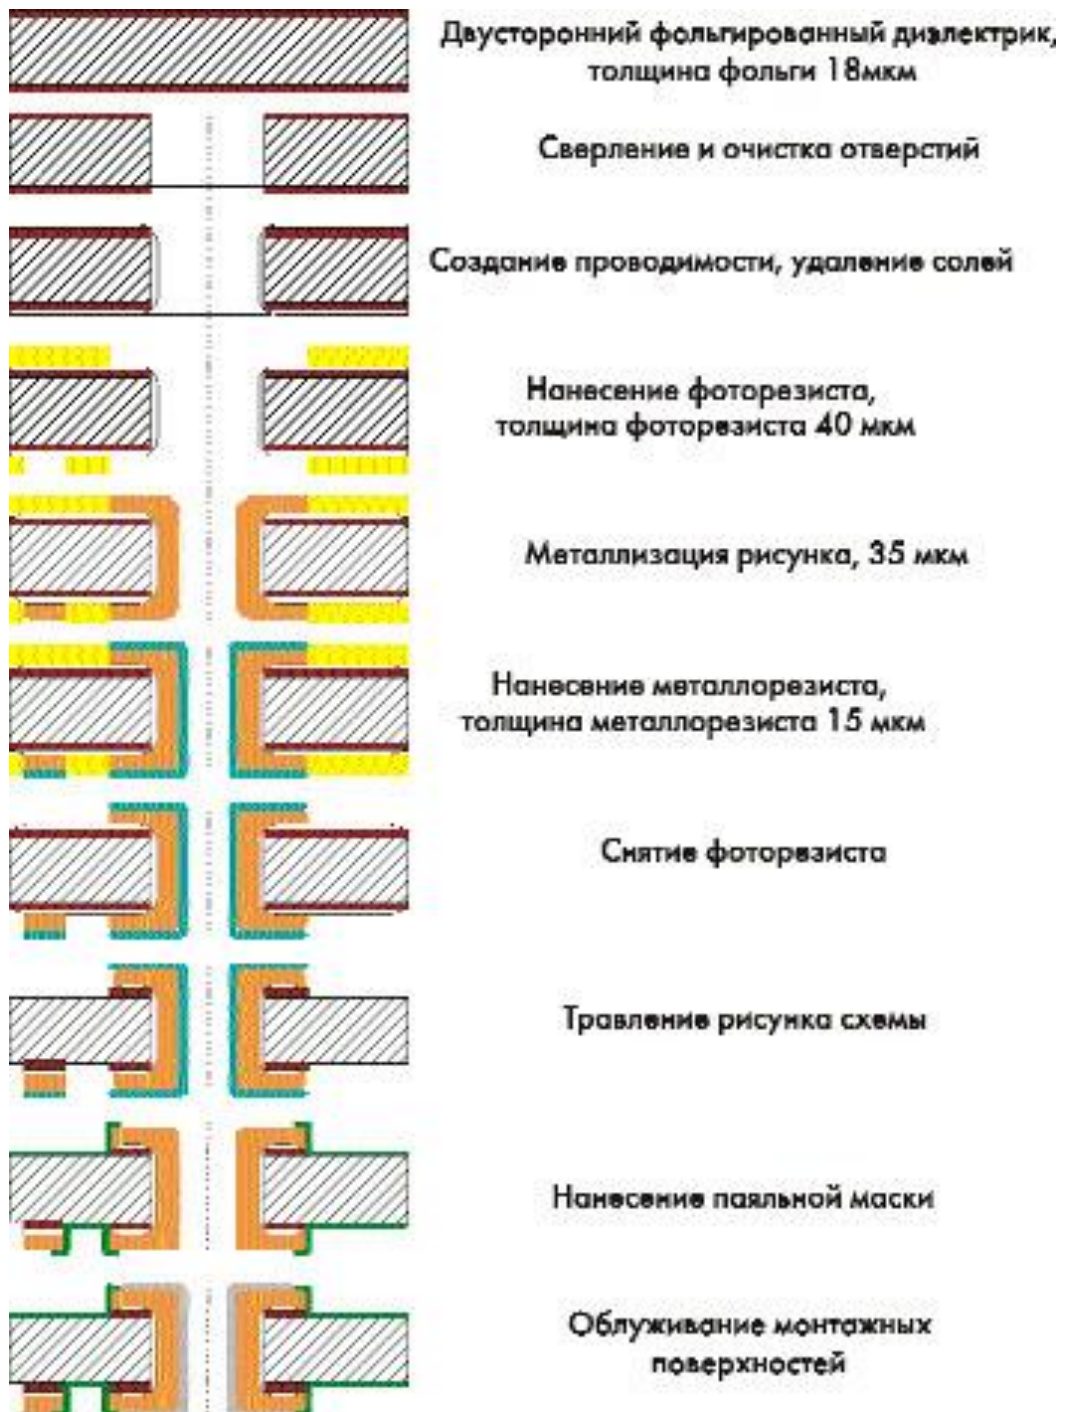 Двусторонний фольгированный диэлектрик,
толщина фольги 18мкм
Сверление и очистка отверстий
Создание проводимости, удаление солей
Нанесение фоторезиста,
толщина фоторезиста 40 мкм
Металлизация рисунка, 35 мкм
Нанесение металлорезиста,
толщина металлорезиста 15 мкм
Снятие фоторезиста
Травление рисунка схемы
Нанесение паяльной маски
Облуживание монтажных
поверхностей